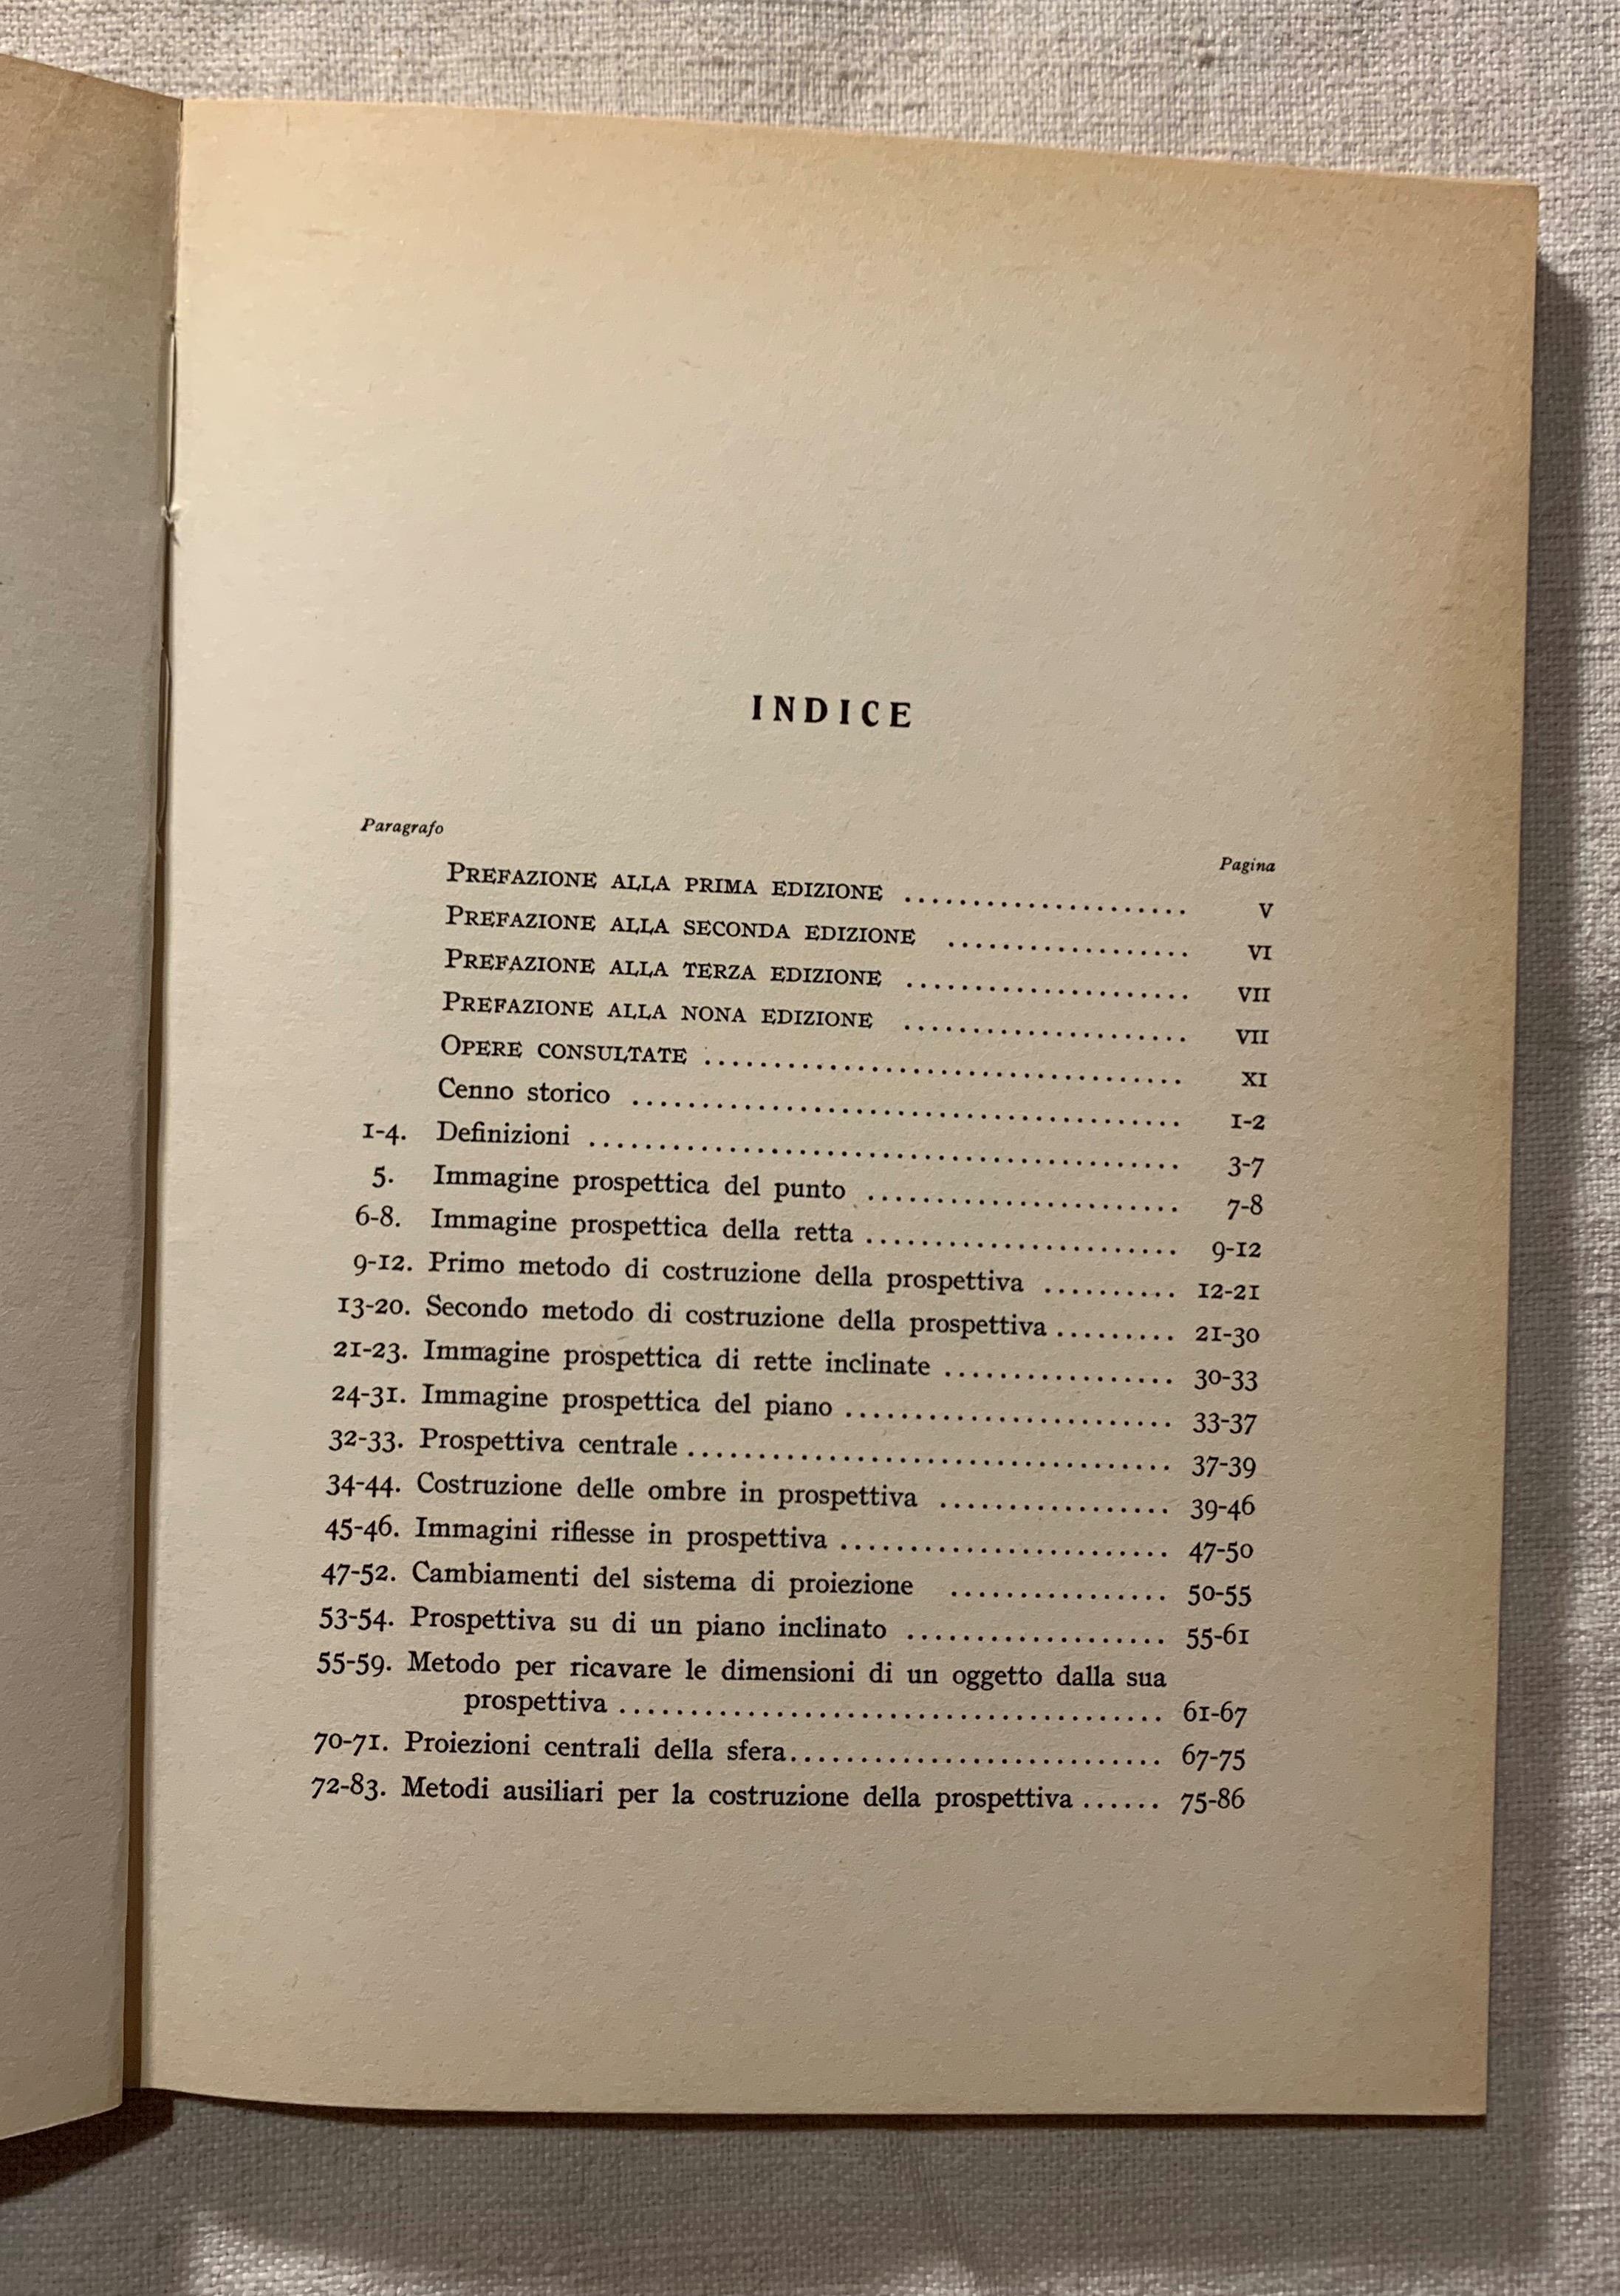 INDICE
Paragrafo
Pagina
PREFAZIONE ALLA PRIMA EDIZIONE ..................... V
PREFAZIONE ALLA SECONDA EDIZIONE .................. VI
PREFAZIONE ALLA TERZA EDIZIONE ..................... VII
PREFAZIONE ALLA NONA EDIZIONE ..................... VII
OPERE CONSULTATE ................................... XI
Cenno storico ........................................ 1-2
1-4. Definizioni ........................................... 3-7
5. Immagine prospettica del punto ....................... 7-8
6-8. Immagine prospettica della retta ....................... 9-12
9-12. Primo metodo di costruzione della prospettiva .......... 12-21
13-20. Secondo metodo di costruzione della prospettiva ......... 21-30
21-23. Immagine prospettica di rette inclinate ................. 30-33
24-31. Immagine prospettica del piano ........................ 33-37
32-33. Prospettiva centrale ................................... 37-39
34-44. Costruzione delle ombre in prospettiva ................. 39-46
45-46. Immagini riflesse in prospettiva ........................ 47-50
47-52. Cambiamenti del sistema di proiezione ................ 50-55
53-54. Prospettiva su di un piano inclinato ................... 55-61
55-59. Metodo per ricavare le dimensioni di un oggetto dalla sua
prospettiva ........................................ 61-67
70-71. Proiezioni centrali della sfera........................... 67-75
72-83. Metodi ausiliari per la costruzione della prospettiva ...... 75-86